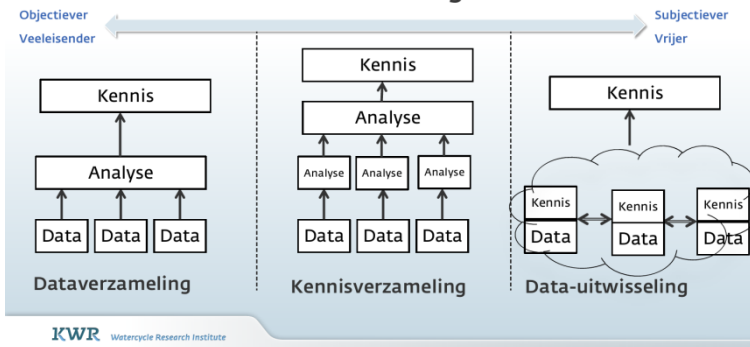 Objectiever
Veeleisender
Subjectiever
Vrijer
Kennis
Analyse
Data Data Data
Dataverzameling
Kennis
Analyse
Analyse Analyse Analyse
Data Data Data
Kennisverzameling
Kennis
Kennis Kennis Kennis
Data Data Data
Data-uitwisseling
KWR Watercycle Research Institute